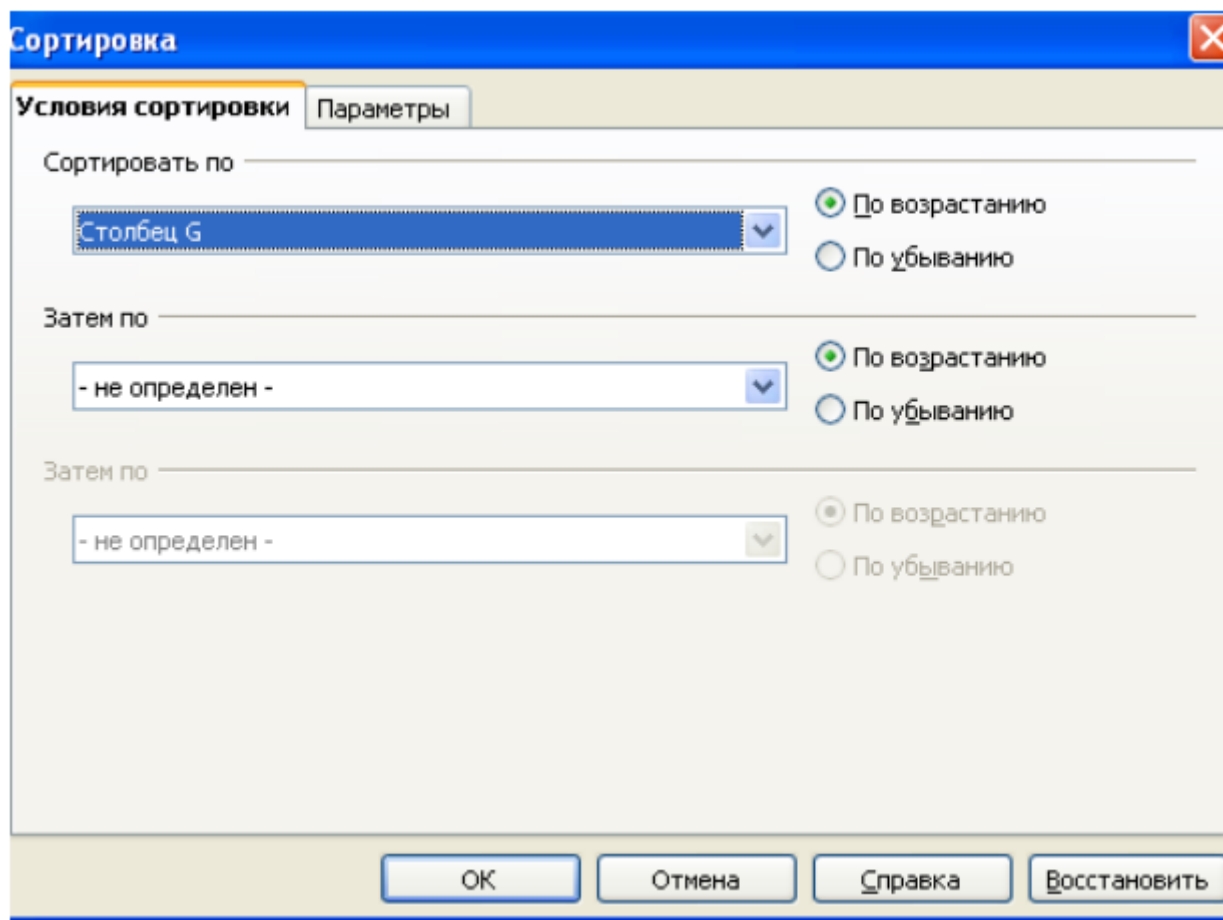 Сортировка
Условия сортировки Параметры
Сортировать по
Столбец G
По возрастанию
По убыванию
Затем по
- не определен -
По возрастанию
По убыванию
Затем по
- не определен -
По возрастанию
По убыванию
ОК Отмена Справка Восстановить